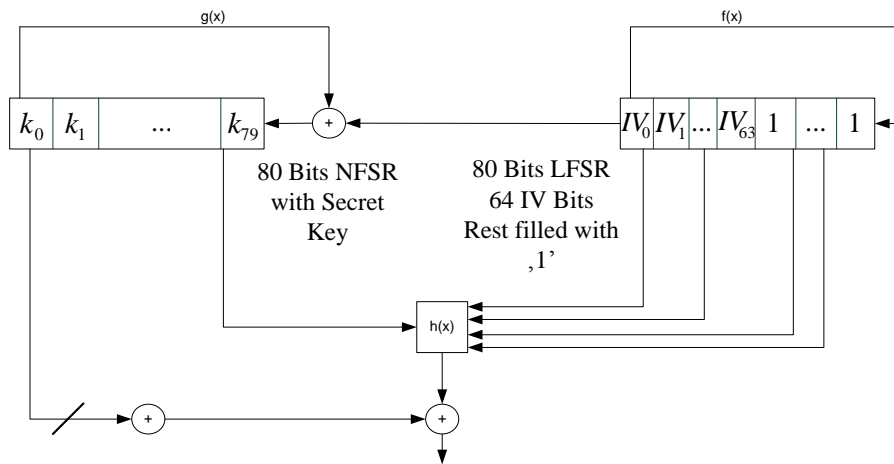 g(x)
f(x)
k0 k1 ... k79
+
IV0 IV1 ... IV63 1 ... 1
80 Bits NFSR
with Secret
Key
80 Bits LFSR
64 IV Bits
Rest filled with
‚1’
h(x)
+
+